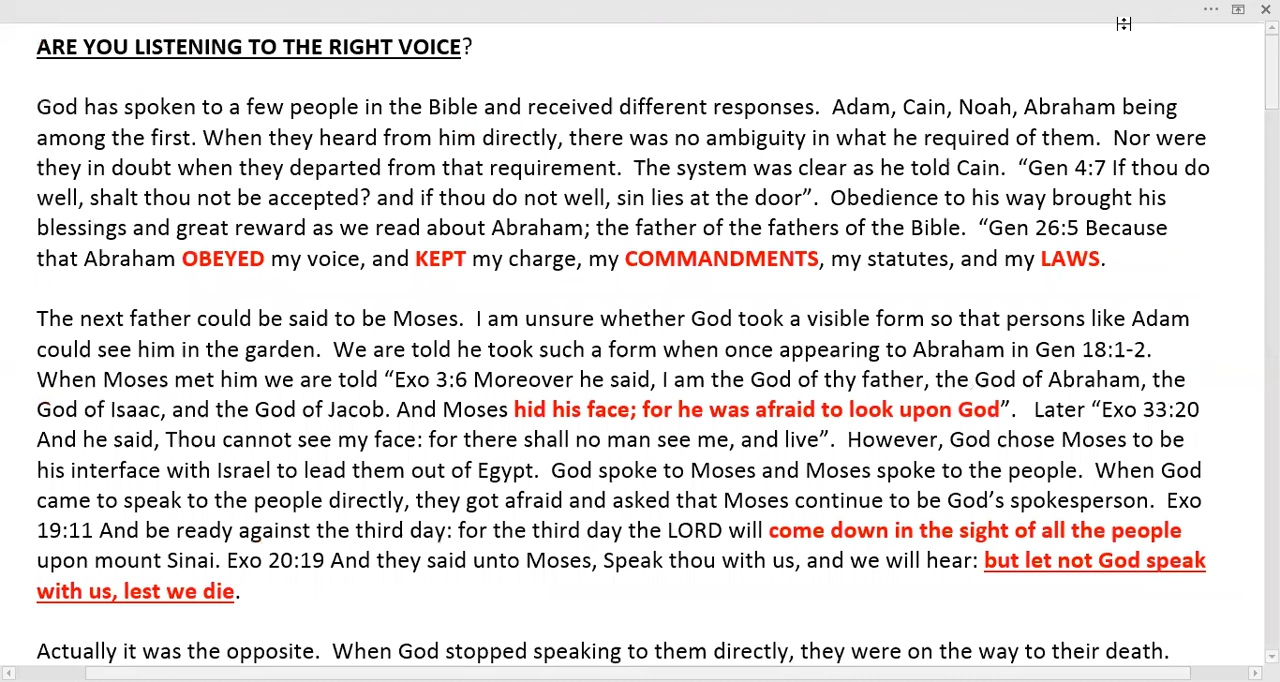 ARE YOU LISTENING TO THE RIGHT VOICE?
God has spoken to a few people in the Bible and received different responses.  Adam, Cain, Noah, Abraham being
among the first. When they heard from him directly, there was no ambiguity in what he required of them.  Nor were
they in doubt when they departed from that requirement.  The system was clear as he told Cain.  “Gen 4:7 If thou do
well, shalt thou not be accepted? and if thou do not well, sin lies at the door”.  Obedience to his way brought his
blessings and great reward as we read about Abraham; the father of the fathers of the Bible.  “Gen 26:5 Because
that Abraham OBEYED my voice, and KEPT my charge, my COMMANDMENTS, my statutes, and my LAWS.
The next father could be said to be Moses.  I am unsure whether God took a visible form so that persons like Adam
could see him in the garden.  We are told he took such a form when once appearing to Abraham in Gen 18:1-2.
When Moses met him we are told “Exo 3:6 Moreover he said, I am the God of thy father, the God of Abraham, the
God of Isaac, and the God of Jacob. And Moses hid his face; for he was afraid to look upon God”.   Later “Exo 33:20
And he said, Thou cannot see my face: for there shall no man see me, and live”.  However, God chose Moses to be
his interface with Israel to lead them out of Egypt.  God spoke to Moses and Moses spoke to the people.  When God
came to speak to the people directly, they got afraid and asked that Moses continue to be God’s spokesperson.  Exo
19:11 And be ready against the third day: for the third day the LORD will come down in the sight of all the people
upon mount Sinai. Exo 20:19 And they said unto Moses, Speak thou with us, and we will hear: but let not God speak
with us, lest we die.
Actually it was the opposite.  When God stopped speaking to them directly, they were on the way to their death.